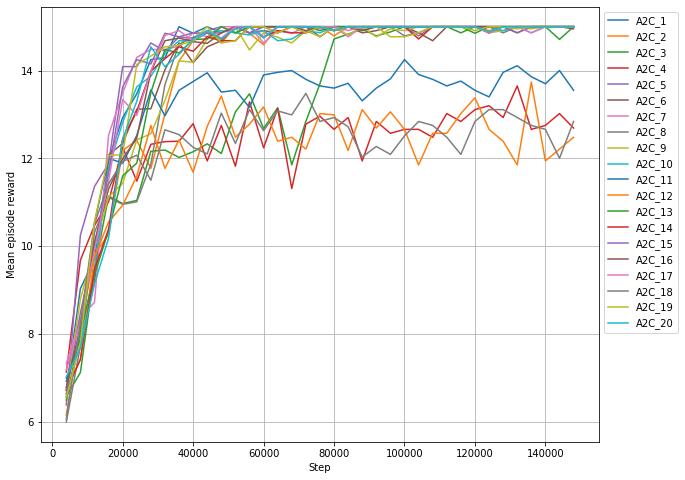 14
12
10
8
6
Mean episode reward
0
20000
40000
60000
80000
100000
120000
140000
Step
A2C_1
A2C_2
A2C_3
A2C_4
A2C_5
A2C_6
A2C_7
A2C_8
A2C_9
A2C_10
A2C_11
A2C_12
A2C_13
A2C_14
A2C_15
A2C_16
A2C_17
A2C_18
A2C_19
A2C_20